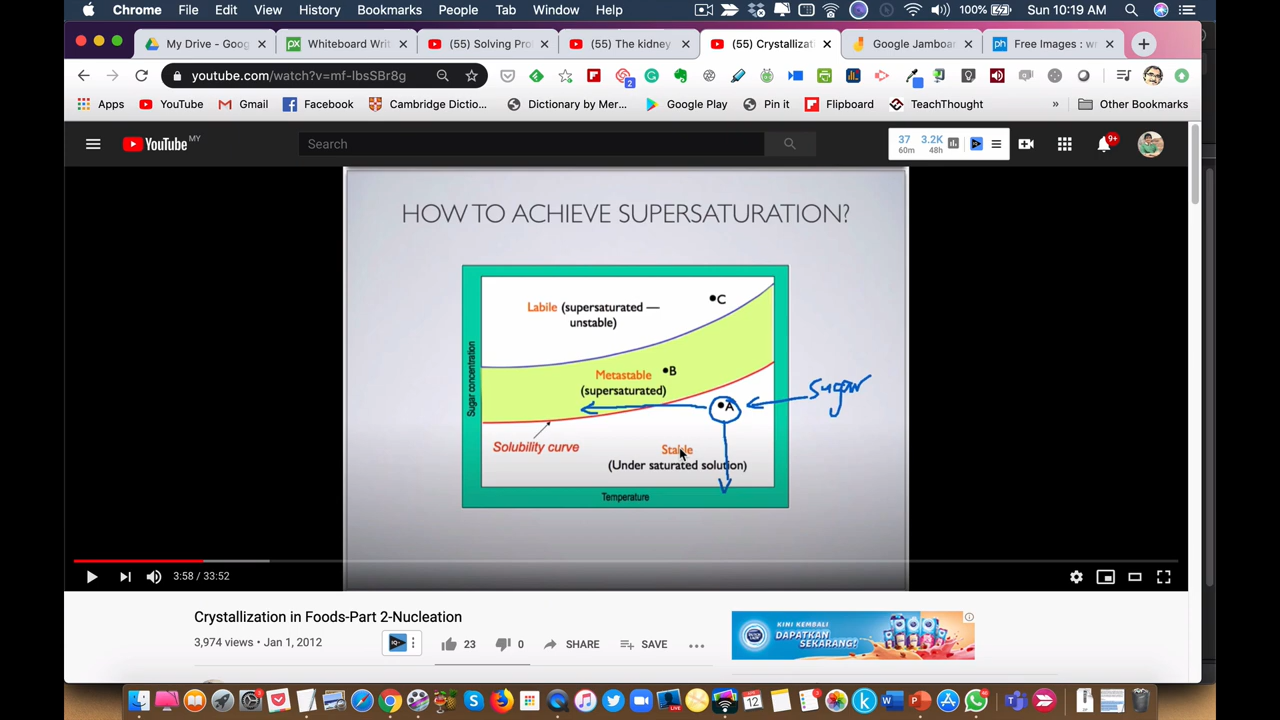 Chrome File Edit View History Bookmarks People Tab Window Help 100% Sun 10:19 AM
My Drive - Goog
Whiteboard Writ
(55) Solving Pro
(55) The kidney
(55) Crystallizat
Google Jamboar
Free Images : w
youtube.com/watch?v=mf-IbsSBr8g
2
Apps YouTube Gmail Facebook Cambridge Dictio... Dictionary by Mer... Google Play Pin it Flipboard TeachThought » Other Bookmarks
YouTube MY
Search
37 3.2K
60m 48h
9+
HOW TO ACHIEVE SUPERSATURATION?
Labile (supersaturated —
unstable)
C
Metastable
(supersaturated)
B
A
Sugar
Sugar concentration
Solubility curve
Stable
(Under saturated solution)
Temperature
3:58 / 33:52
Crystallization in Foods-Part 2-Nucleation
3,974 views • Jan 1, 2012
23 0 SHARE SAVE
KINI KEMBALI
DAPATKAN
SEKARANG!